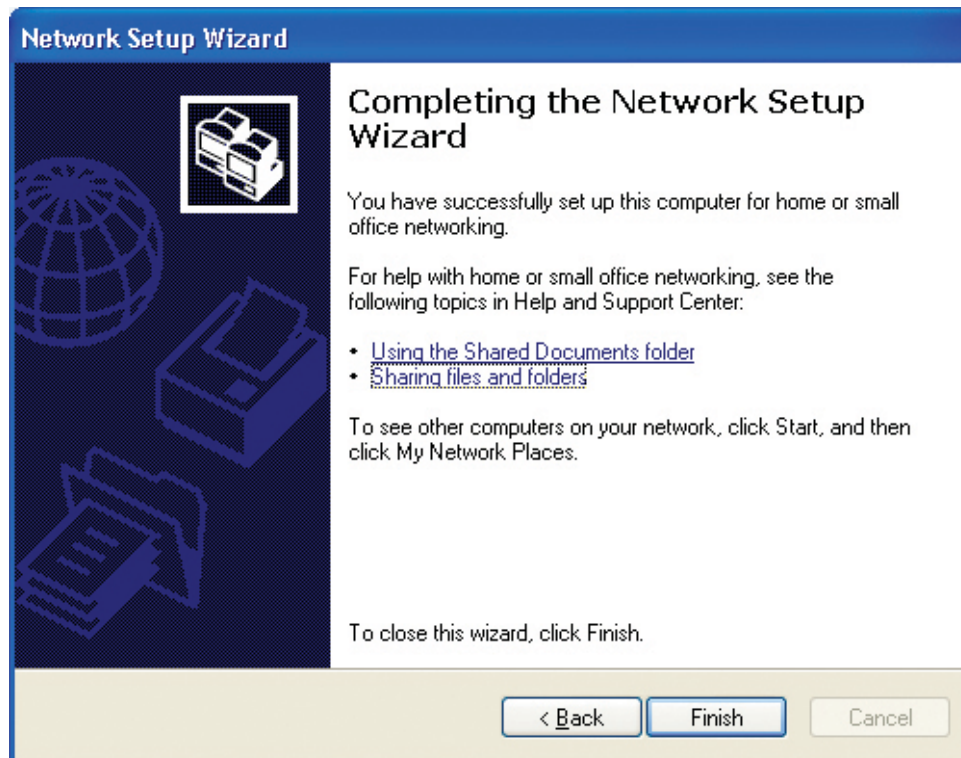 Network Setup Wizard
Completing the Network Setup
Wizard
You have successfully set up this computer for home or small
office networking.
For help with home or small office networking, see the
following topics in Help and Support Center:
• Using the Shared Documents folder
• Sharing files and folders
To see other computers on your network, click Start, and then
click My Network Places.
To close this wizard, click Finish.
< Back Finish Cancel